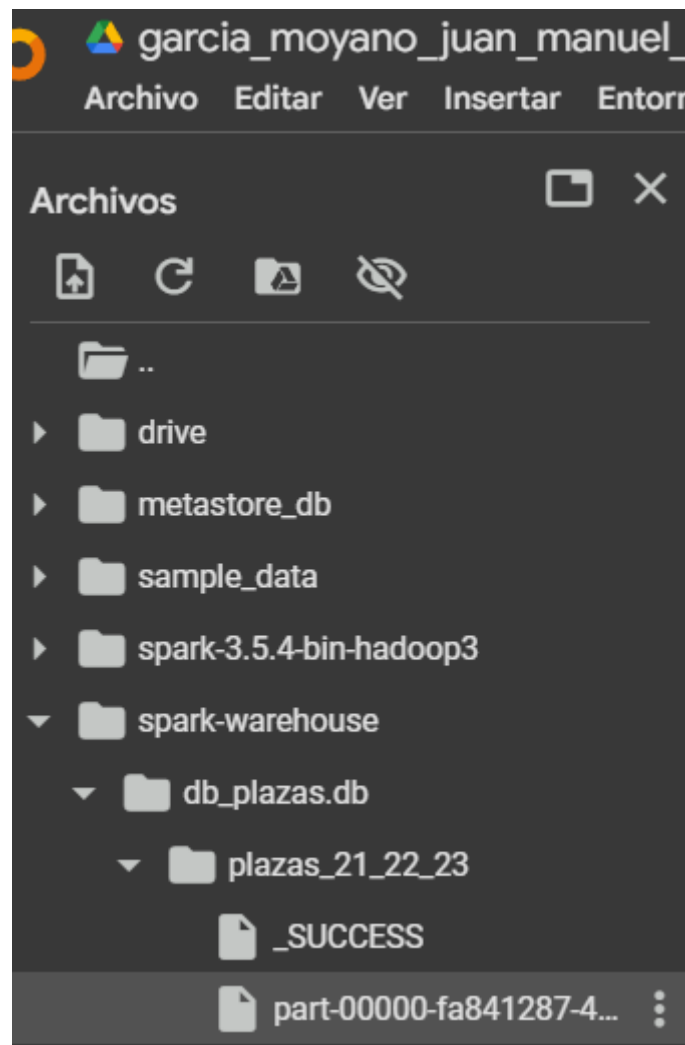 garcia_moyano_juan_manuel_
Archivo Editar Ver Insertar Entorn
Archivos
..
drive
metastore_db
sample_data
spark-3.5.4-bin-hadoop3
spark-warehouse
db_plazas.db
plazas_21_22_23
_SUCCESS
part-00000-fa841287-4...